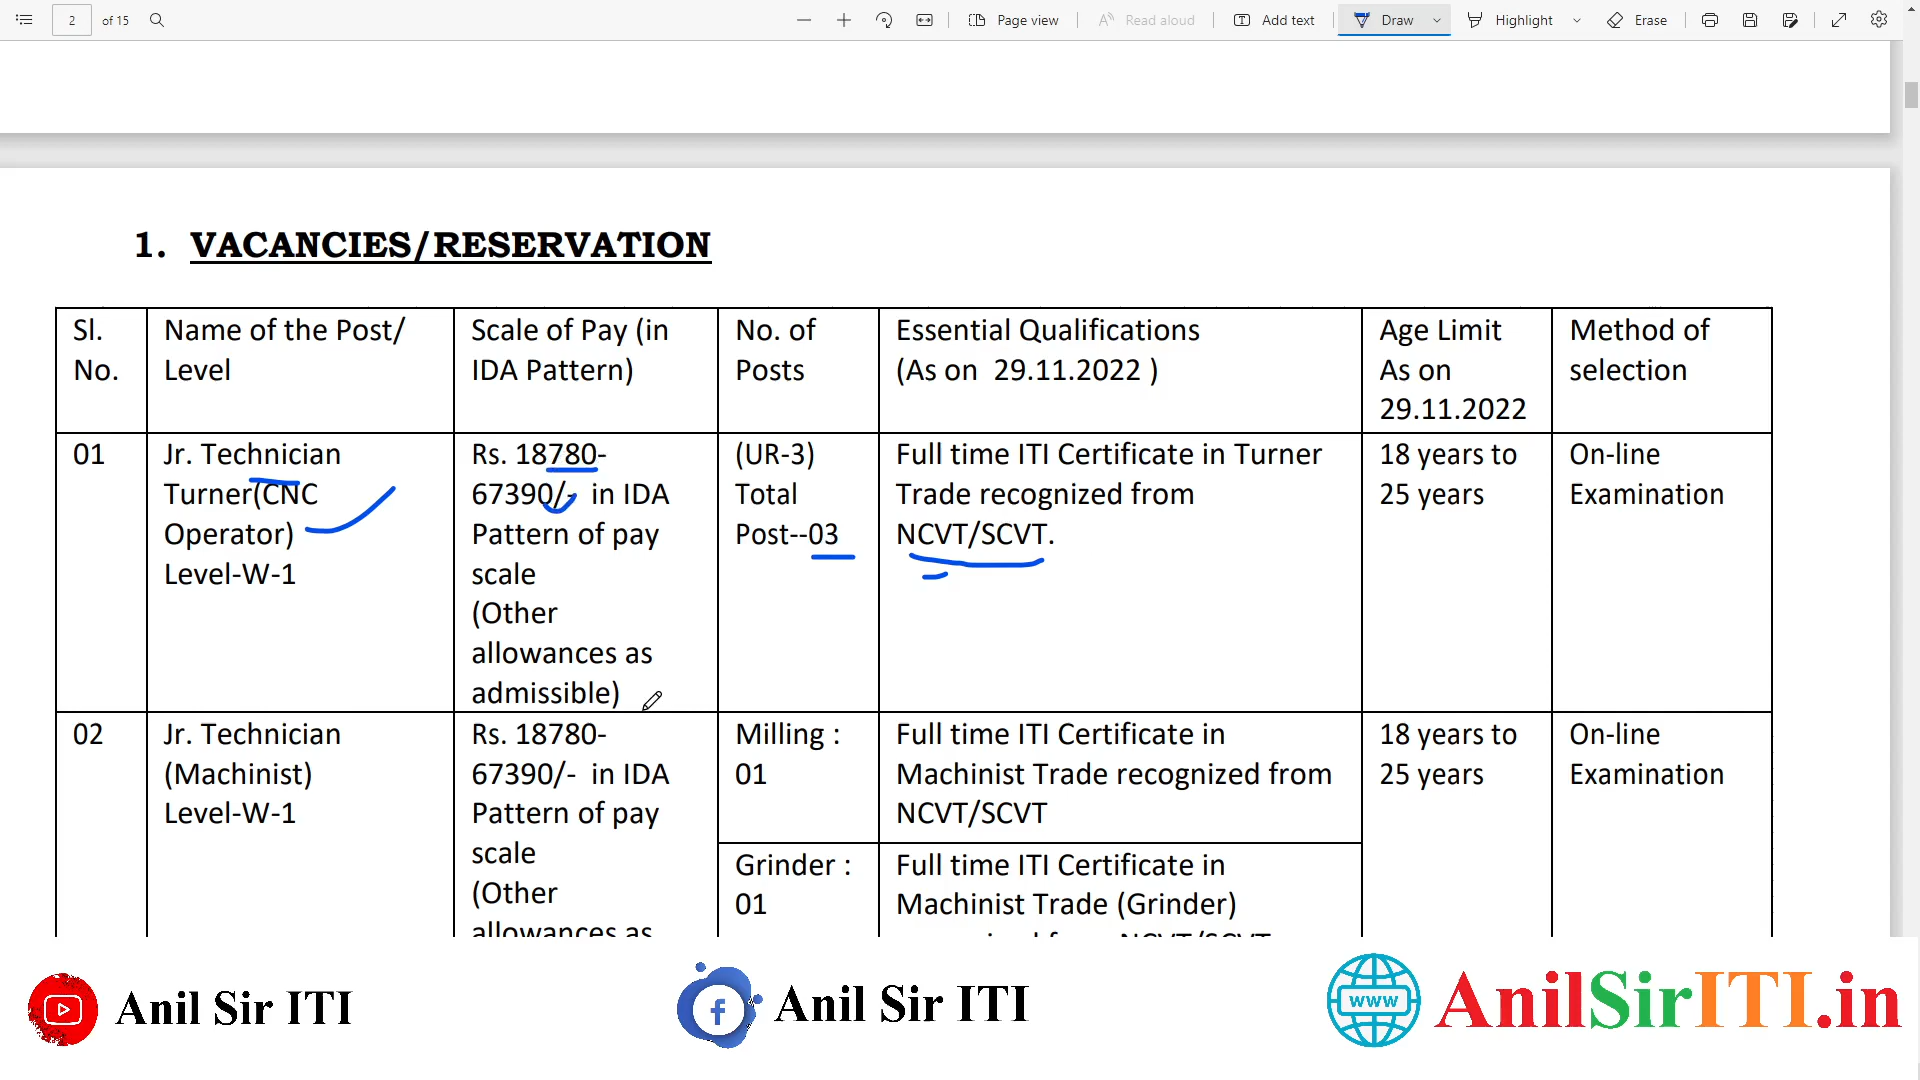 2 of 15 Page view Read aloud Add text Draw Highlight Erase
1. VACANCIES/RESERVATION
Sl.
No.
Name of the Post/
Level
Scale of Pay (in
IDA Pattern)
No. of
Posts
Essential Qualifications
(As on 29.11.2022 )
Age Limit
As on
29.11.2022
Method of
selection
01
Jr. Technician
Turner(CNC
Operator)
Level-W-1
Rs. 18780-
67390/- in IDA
Pattern of pay
scale
(Other
allowances as
admissible)
(UR-3)
Total
Post--03
Full time ITI Certificate in Turner
Trade recognized from
NCVT/SCVT.
18 years to
25 years
On-line
Examination
02
Jr. Technician
(Machinist)
Level-W-1
Rs. 18780-
67390/- in IDA
Pattern of pay
scale
(Other
allowances as
Milling :
01
Full time ITI Certificate in
Machinist Trade recognized from
NCVT/SCVT
Grinder :
01
Full time ITI Certificate in
Machinist Trade (Grinder)
18 years to
25 years
On-line
Examination
Anil Sir ITI
f Anil Sir ITI
www AnilSirITI.in